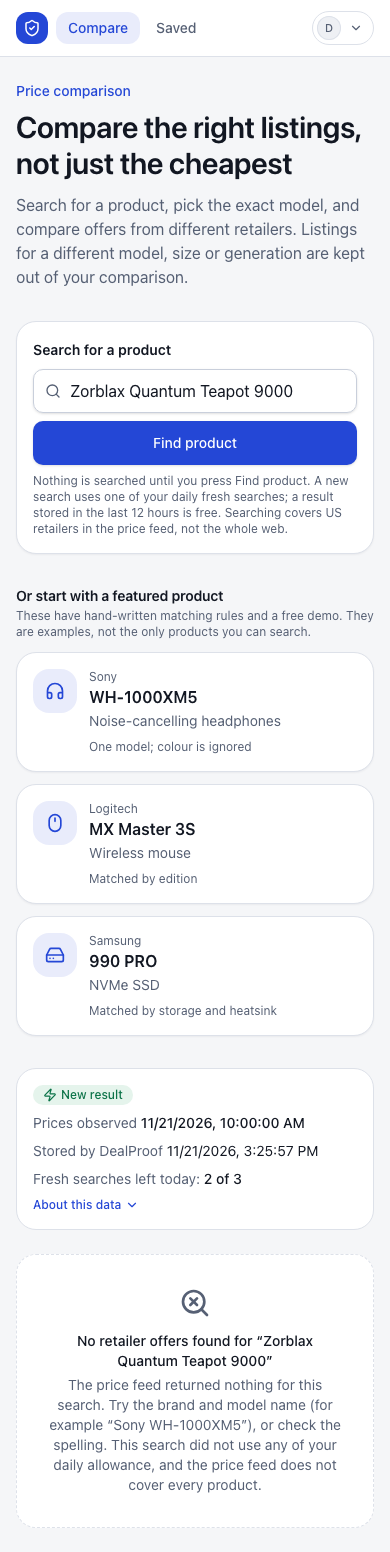 Compare
Saved
D
Price comparison
Compare the right listings,
not just the cheapest
Search for a product, pick the exact model, and
compare offers from different retailers. Listings
for a different model, size or generation are kept
out of your comparison.
Search for a product
Zorblax Quantum Teapot 9000
Find product
Nothing is searched until you press Find product. A new
search uses one of your daily fresh searches; a result
stored in the last 12 hours is free. Searching covers US
retailers in the price feed, not the whole web.
Or start with a featured product
These have hand-written matching rules and a free demo. They
are examples, not the only products you can search.
Sony
WH-1000XM5
Noise-cancelling headphones
One model; colour is ignored
Logitech
MX Master 3S
Wireless mouse
Matched by edition
Samsung
990 PRO
NVMe SSD
Matched by storage and heatsink
New result
Prices observed 11/21/2026, 10:00:00 AM
Stored by DealProof 11/21/2026, 3:25:57 PM
Fresh searches left today: 2 of 3
About this data
No retailer offers found for “Zorblax
Quantum Teapot 9000”
The price feed returned nothing for this
search. Try the brand and model name (for
example “Sony WH-1000XM5”), or check the
spelling. This search did not use any of your
daily allowance, and the price feed does not
cover every product.